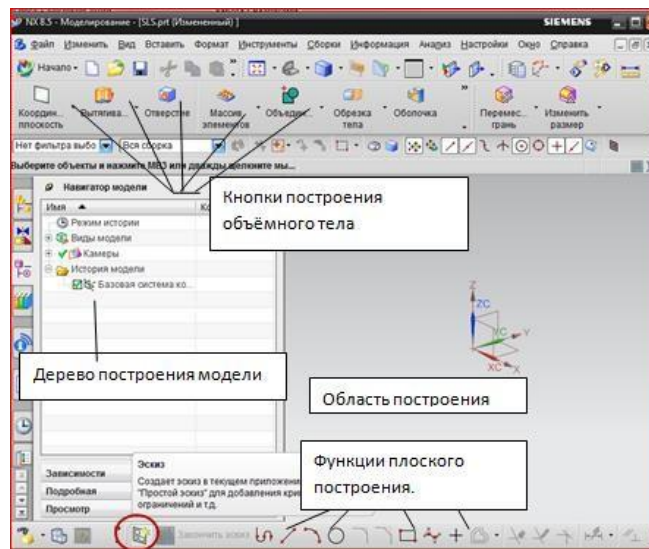 NX 8.5 - Моделирование - [SLS.prt (Измененный) ]
SIEMENS
Файл Изменить Вид Вставить Формат Инструменты Сборки Информация Анализ Настройки Окно Справка
Начало
Коорди... плоскость
Вытягива...
Отверстие
Массив элементов
Объедин...
Обрезка тела
Оболочка
Перемес... грань
Изменить размер
Нет фильтра выбо
Вся сборка
Выберите объекты и нажмите МВ3 или дважды щелкните мы...
Навигатор модели
Имя
Режим истории
Виды модели
Камеры
История модели
Базовая система ко...
Кнопки построения
объёмного тела
Z
ZC
YC
Y
XC
X
Дерево построения модели
Область построения
Функции плоского
построения.
Зависимости
Подробная
Просмотр
Эскиз
Создает эскиз в текущем приложени
"Простой эскиз" для добавления кри
ограничений и т.д.
Закончить эскиз